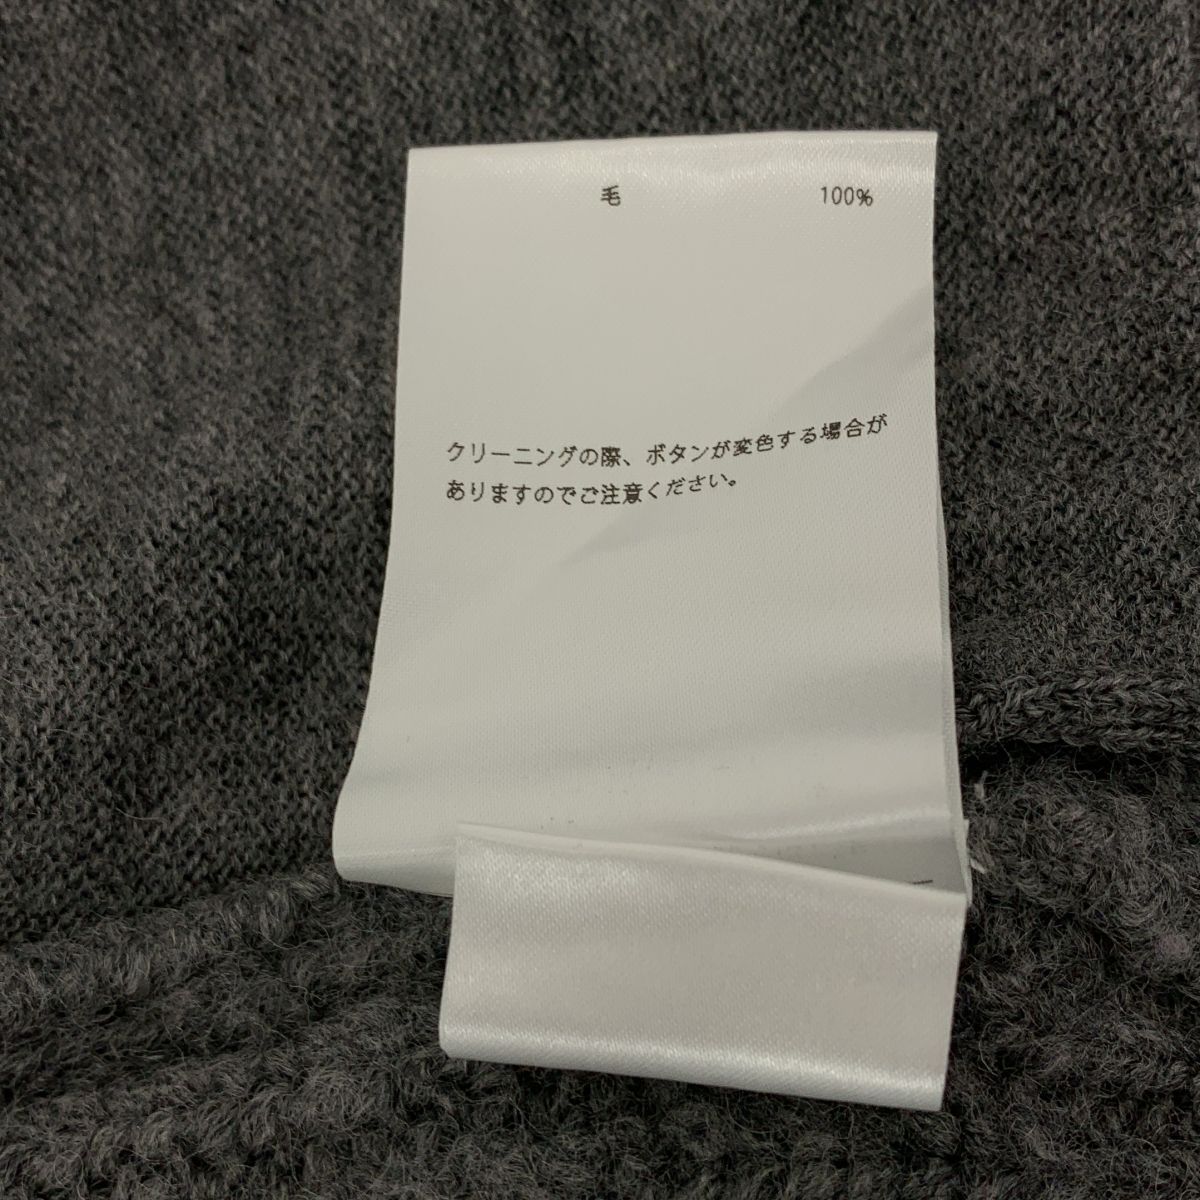 毛 100%
クリーニングの際、ボタンが変色する場合が
ありますのでご注意ください。